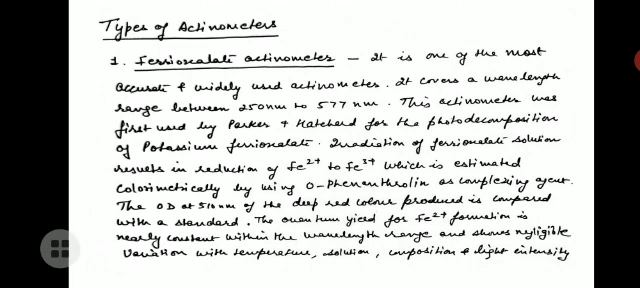 Types of Actinometers
1. Ferrioxalate actinometer – It is one of the most
accurate & widely used actinometer. It covers a wavelength
range between 250nm to 577 nm. This actinometer was
first used by Parker & Hatchard for the photodecomposition
of Potassium ferrioxalate. Irradiation of ferrioxalate solution
results in reduction of Fe²⁺ to Fe³⁺ which is estimated
Colorimetrically by using O-Phenanthrolin as complexing agent.
The OD at 510nm of the deep red colour produced is compared
with a standard. The quantum yield for Fe²⁺ formation is
nearly constant within the wavelength range and shows negligible
variation with temperature, solution, composition & light intensity